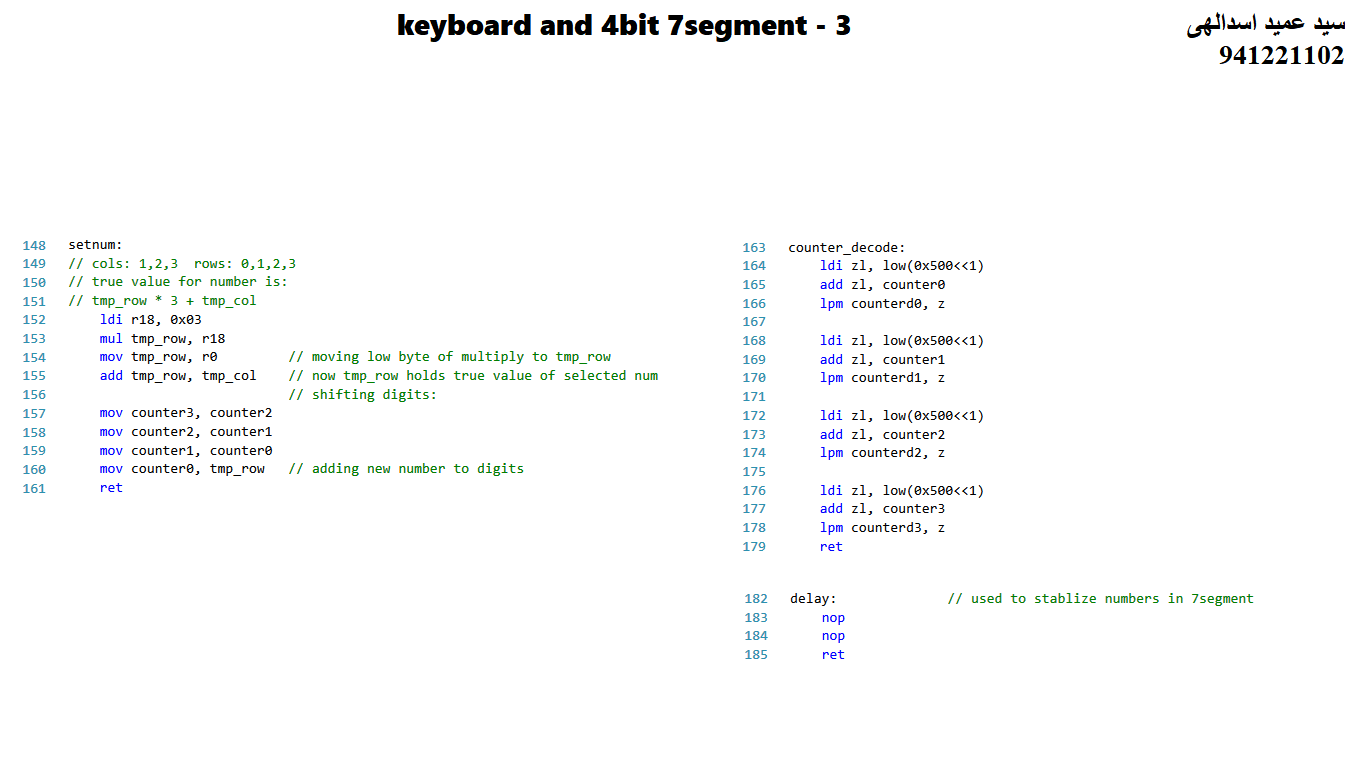 keyboard and 4bit 7segment - 3
سید عمید اسدالهی
941221102
148 setnum:
149 // cols: 1,2,3  rows: 0,1,2,3
150 // true value for number is:
151 // tmp_row * 3 + tmp_col
152 ldi r18, 0x03
153 mul tmp_row, r18
154 mov tmp_row, r0 // moving low byte of multiply to tmp_row
155 add tmp_row, tmp_col // now tmp_row holds true value of selected num
156 // shifting digits:
157 mov counter3, counter2
158 mov counter2, counter1
159 mov counter1, counter0
160 mov counter0, tmp_row // adding new number to digits
161 ret
163 counter_decode:
164 ldi zl, low(0x500<<1)
165 add zl, counter0
166 lpm counterd0, z
167
168 ldi zl, low(0x500<<1)
169 add zl, counter1
170 lpm counterd1, z
171
172 ldi zl, low(0x500<<1)
173 add zl, counter2
174 lpm counterd2, z
175
176 ldi zl, low(0x500<<1)
177 add zl, counter3
178 lpm counterd3, z
179 ret
182 delay: // used to stablize numbers in 7segment
183 nop
184 nop
185 ret